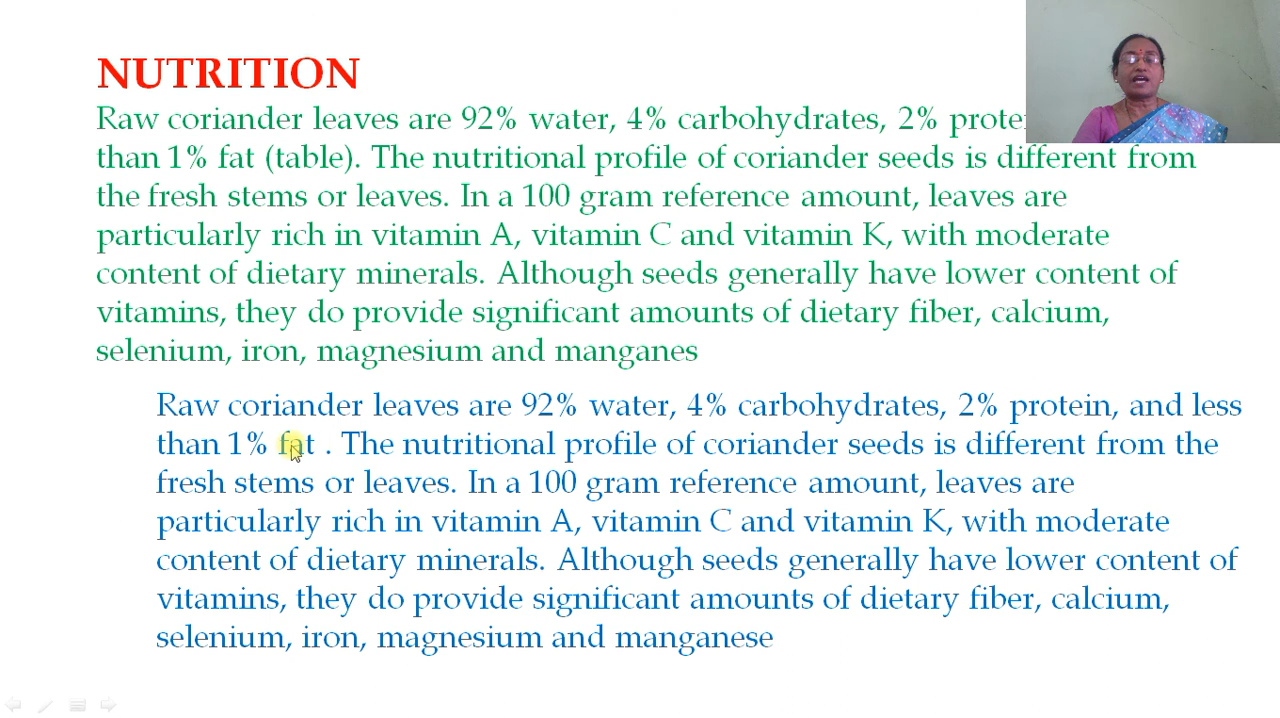 NUTRITION
Raw coriander leaves are 92% water, 4% carbohydrates, 2% protei
than 1% fat (table). The nutritional profile of coriander seeds is different from
the fresh stems or leaves. In a 100 gram reference amount, leaves are
particularly rich in vitamin A, vitamin C and vitamin K, with moderate
content of dietary minerals. Although seeds generally have lower content of
vitamins, they do provide significant amounts of dietary fiber, calcium,
selenium, iron, magnesium and manganes
Raw coriander leaves are 92% water, 4% carbohydrates, 2% protein, and less
than 1% fat . The nutritional profile of coriander seeds is different from the
fresh stems or leaves. In a 100 gram reference amount, leaves are
particularly rich in vitamin A, vitamin C and vitamin K, with moderate
content of dietary minerals. Although seeds generally have lower content of
vitamins, they do provide significant amounts of dietary fiber, calcium,
selenium, iron, magnesium and manganese